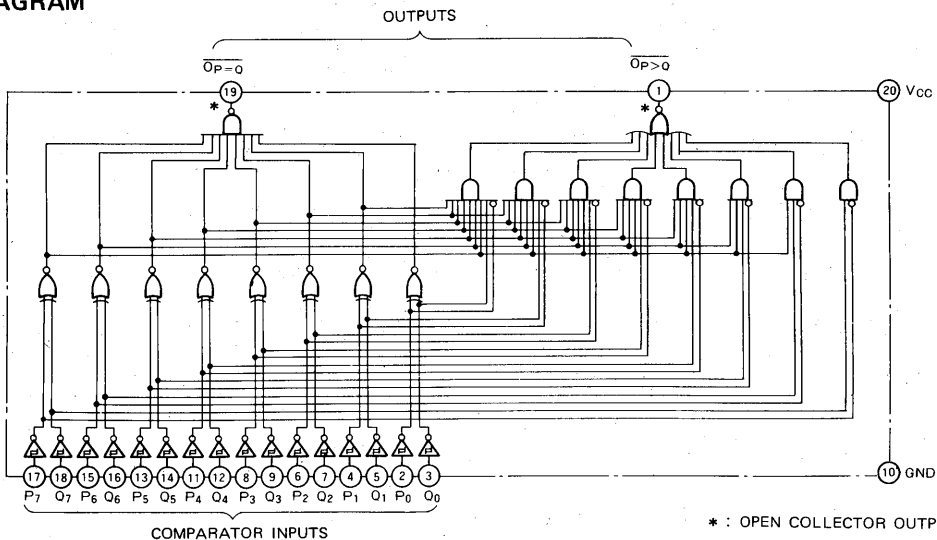 AGRAM
OUTPUTS
OP=Q
OP>Q
19
1
20 VCC
*
*
17 18 15 16 13 14 11 12 8 9 6 7 4 5 2 3
10 GND
P7 Q7 P6 Q6 P5 Q5 P4 Q4 P3 Q3 P2 Q2 P1 Q1 P0 Q0
COMPARATOR INPUTS
* : OPEN COLLECTOR OUTP